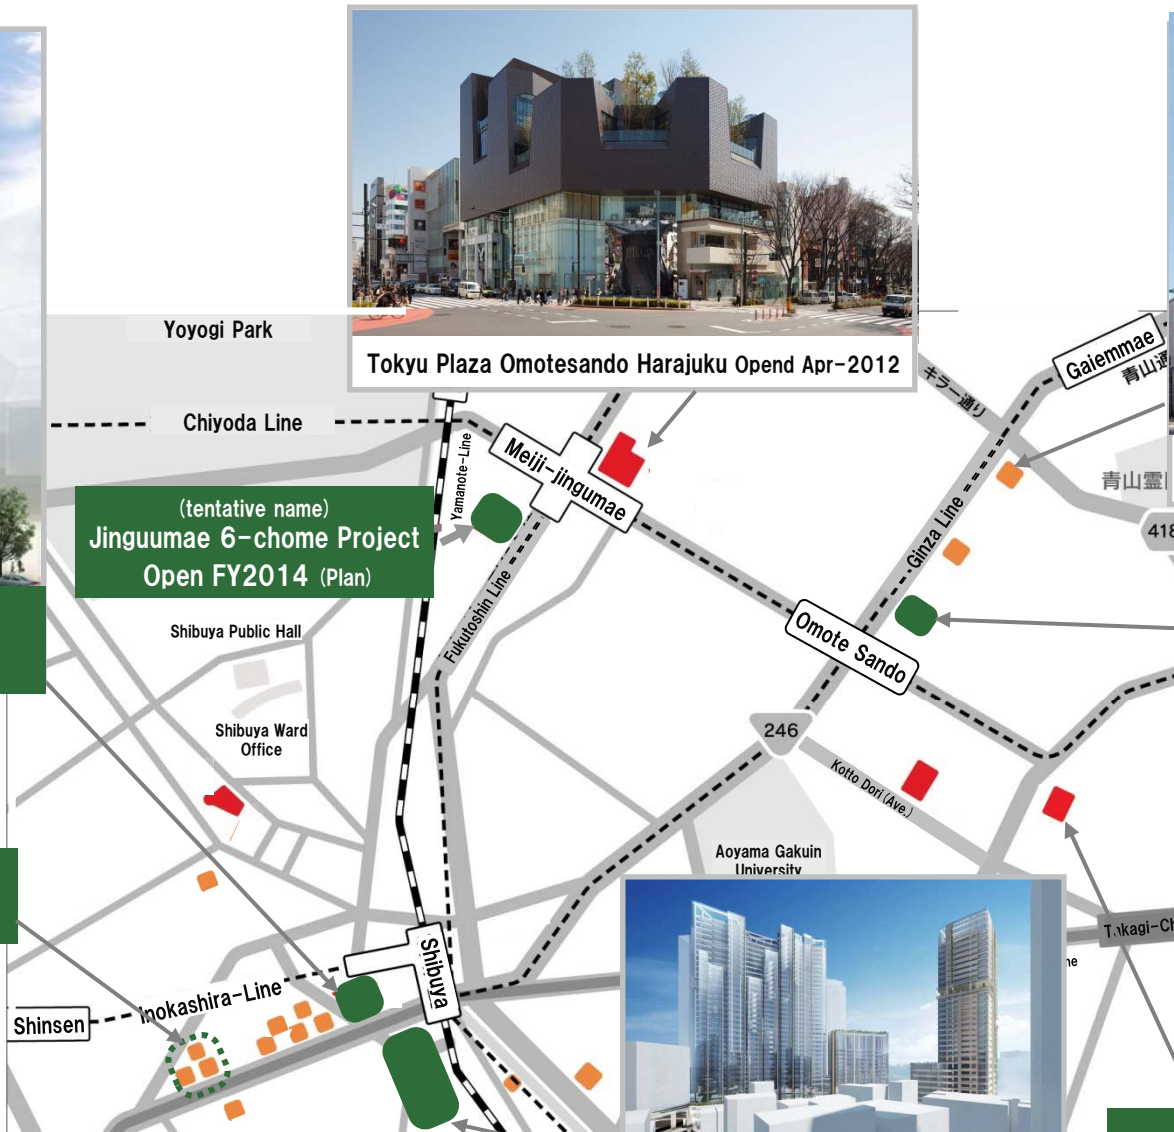 Tokyu Plaza Omotesando Harajuku Opend Apr-2012
Yoyogi Park
Gaiemmae
キラー通り
Chiyoda Line
Yamanote-Line
Meiji-jingumae
青山霊
(tentative name)
Jinguumae 6-chome Project
Open FY2014 (Plan)
Ginza Line
418
Fukutoshin Line
Shibuya Public Hall
Omote Sando
Shibuya Ward
Office
246
Kotto Dori (Ave.)
Aoyama Gakuin
University
Shibuya
Inokashira-Line
Shinsen